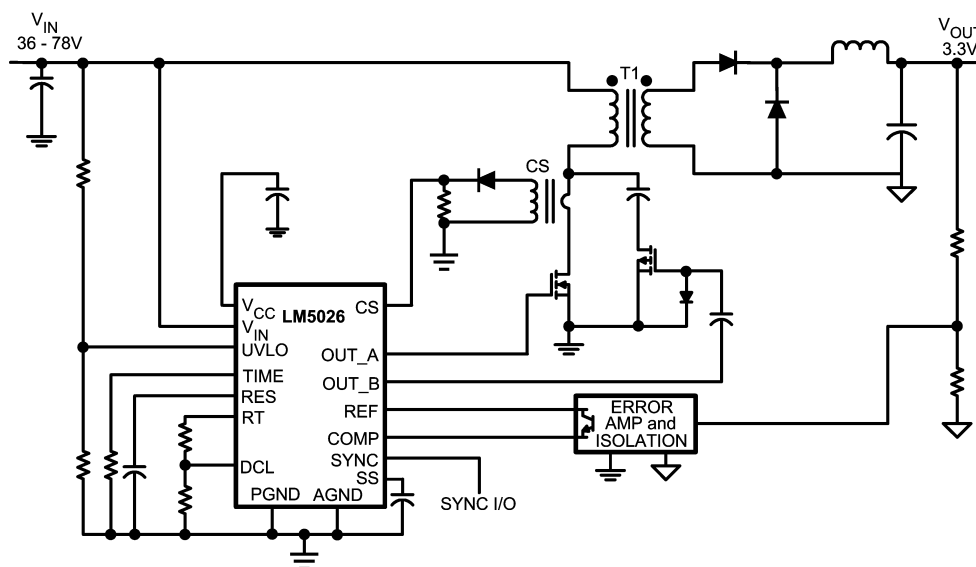 VIN
36 - 78V
VOUT
3.3V
T1
CS
VCC
LM5026
CS
VIN
UVLO
OUT_A
TIME
OUT_B
RES
REF
RT
COMP
DCL
SYNC
SS
PGND
AGND
ERROR
AMP and
ISOLATION
SYNC I/O